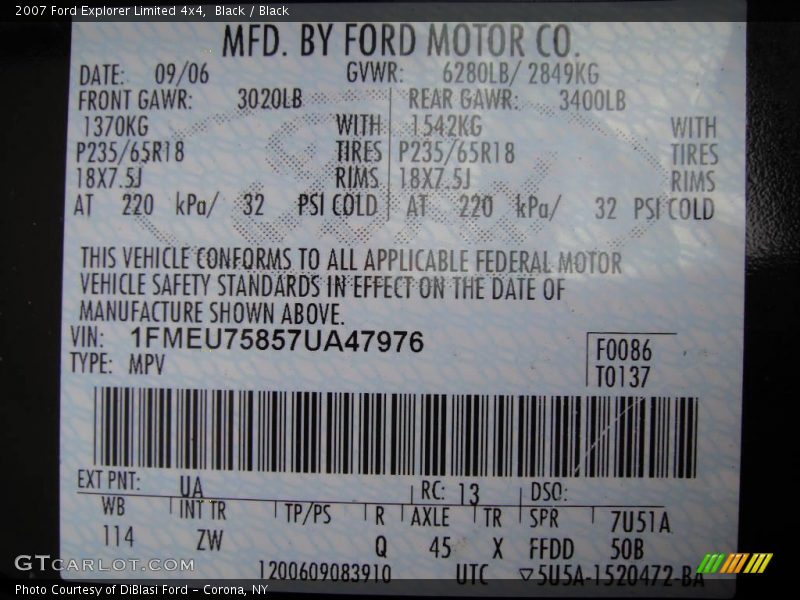 2007 Ford Explorer Limited 4x4, Black / Black
MFD. BY FORD MOTOR CO.
DATE: 09/06 GVWR: 6280LB/ 2849KG
FRONT GAWR: 3020LB REAR GAWR: 3400LB
1370KG WITH 1542KG WITH
P235/65R18 TIRES P235/65R18 TIRES
18X7.5J RIMS 18X7.5J RIMS
AT 220 kPa/ 32 PSI COLD AT 220 kPa/ 32 PSI COLD
THIS VEHICLE CONFORMS TO ALL APPLICABLE FEDERAL MOTOR
VEHICLE SAFETY STANDARDS IN EFFECT ON THE DATE OF
MANUFACTURE SHOWN ABOVE.
VIN: 1FMEU75857UA47976
TYPE: MPV
F0086
T0137
EXT PNT: UA RC: 13 DSO:
WB INT TR TP/PS R AXLE TR SPR 7U51A
114 ZW Q 45 X FFDD 50B
1200609083910 UTC ▽5U5A-1520472-BA
GTCARLOT.COM
Photo Courtesy of DiBlasi Ford – Corona, NY